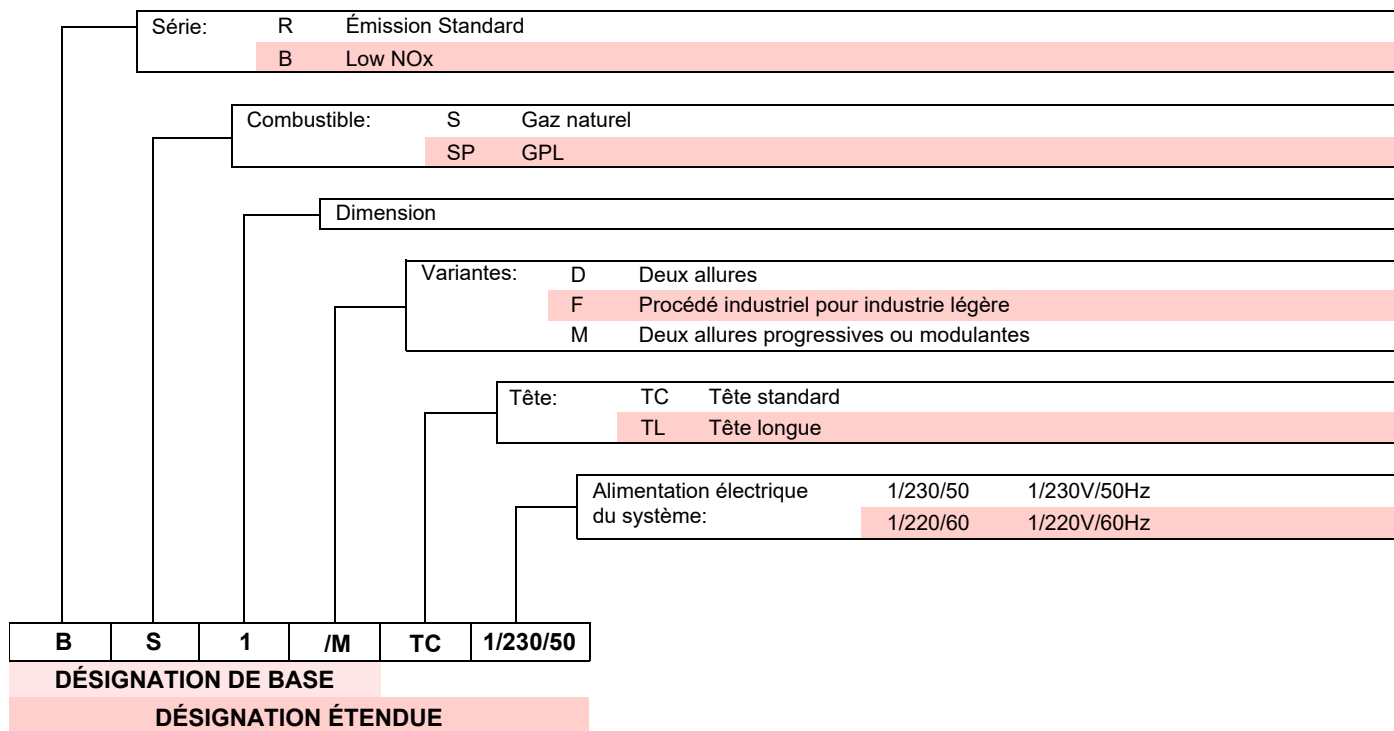 Série: R Émission Standard
B Low NOx
Combustible: S Gaz naturel
SP GPL
Dimension
Variantes: D Deux allures
F Procédé industriel pour industrie légère
M Deux allures progressives ou modulantes
Tête: TC Tête standard
TL Tête longue
Alimentation électrique 1/230/50 1/230V/50Hz
du système: 1/220/60 1/220V/60Hz
B S 1 /M TC 1/230/50
DÉSIGNATION DE BASE
DÉSIGNATION ÉTENDUE